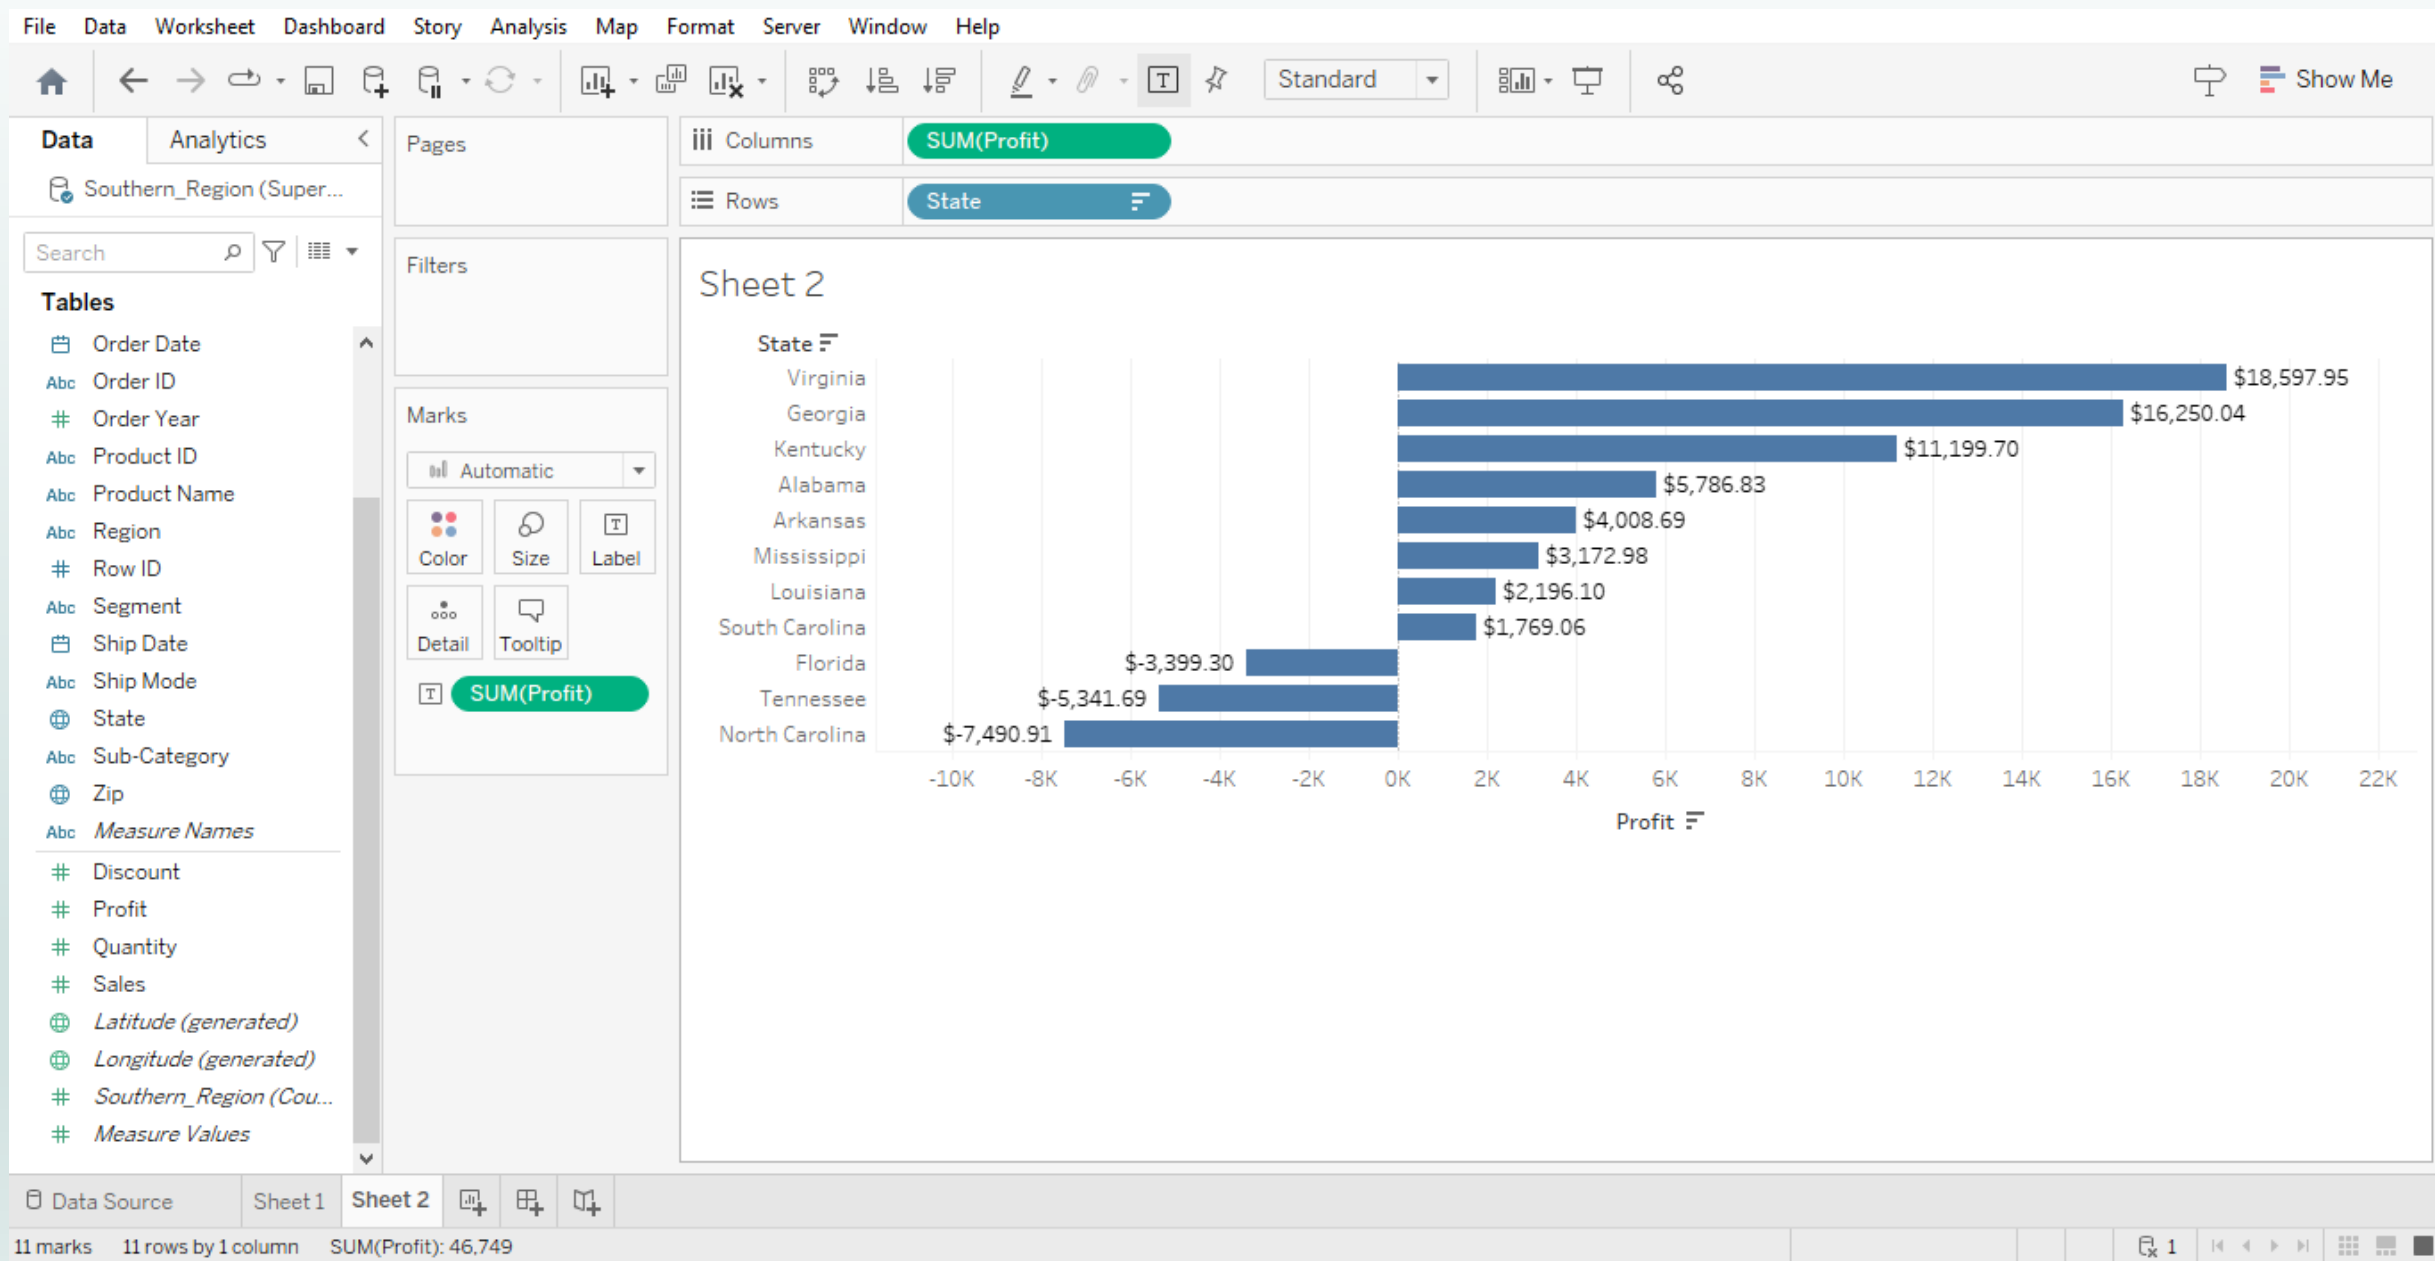 File Data Worksheet Dashboard Story Analysis Map Format Server Window Help
Standard
Show Me
Data Analytics
Southern_Region (Super...
Search
Tables
Order Date
Abc Order ID
# Order Year
Abc Product ID
Abc Product Name
Abc Region
# Row ID
Abc Segment
Ship Date
Abc Ship Mode
State
Abc Sub-Category
Zip
Abc Measure Names
# Discount
# Profit
# Quantity
# Sales
Latitude (generated)
Longitude (generated)
# Southern_Region (Cou...
# Measure Values
Pages
Filters
Marks
Automatic
Color Size Label
Detail Tooltip
SUM(Profit)
Columns SUM(Profit)
Rows State
Sheet 2
State
Virginia $18,597.95
Georgia $16,250.04
Kentucky $11,199.70
Alabama $5,786.83
Arkansas $4,008.69
Mississippi $3,172.98
Louisiana $2,196.10
South Carolina $1,769.06
Florida $-3,399.30
Tennessee $-5,341.69
North Carolina $-7,490.91
-10K -8K -6K -4K -2K 0K 2K 4K 6K 8K 10K 12K 14K 16K 18K 20K 22K
Profit
Data Source Sheet 1 Sheet 2
11 marks 11 rows by 1 column SUM(Profit): 46,749
1